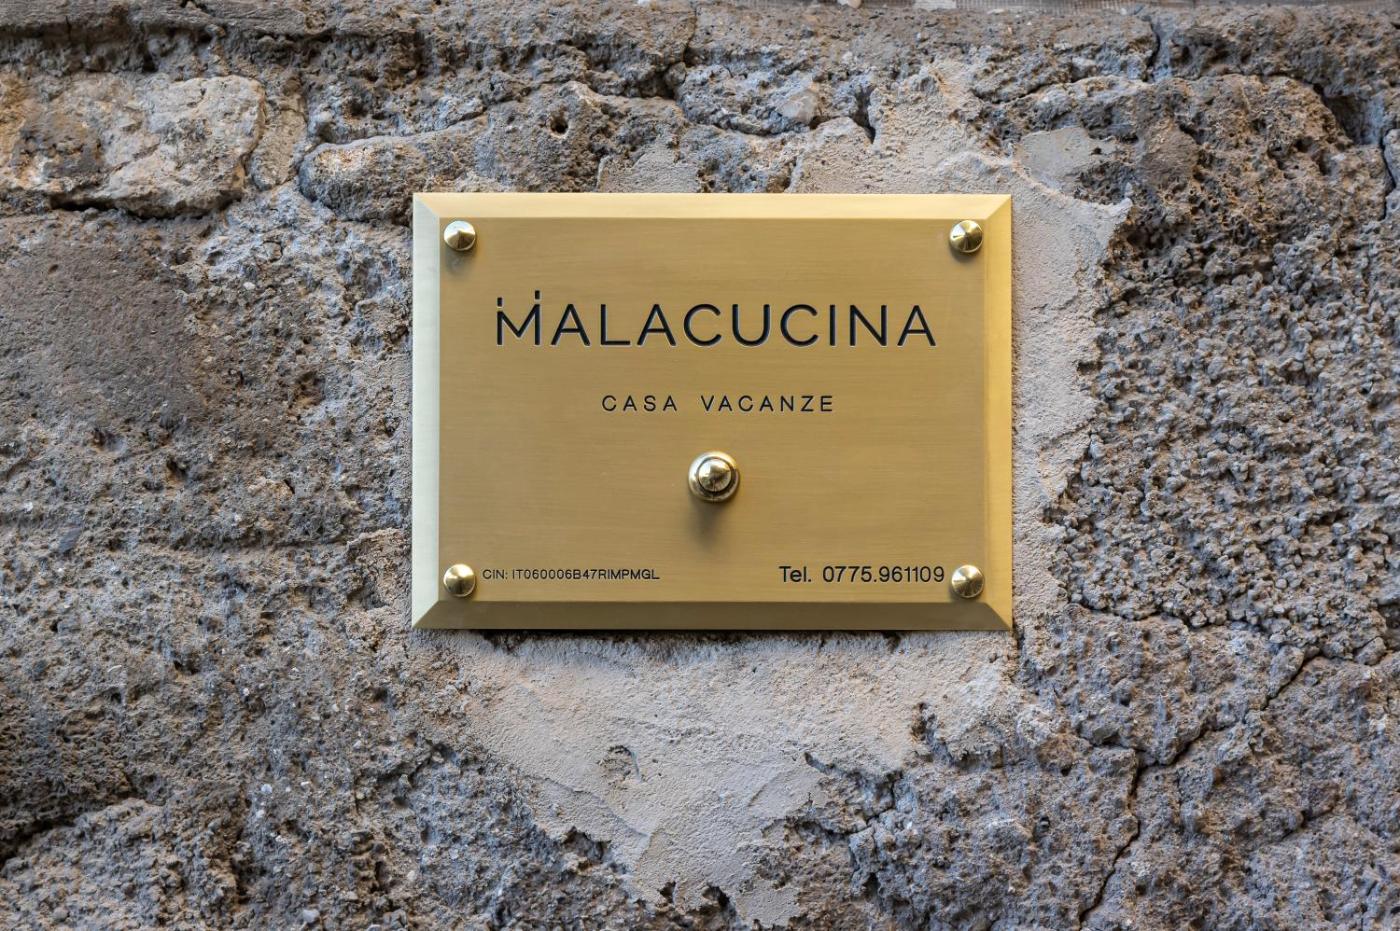 MALACUCINA
CASA VACANZE
CIN: IT060006B47RIMPMGL
Tel. 0775.961109